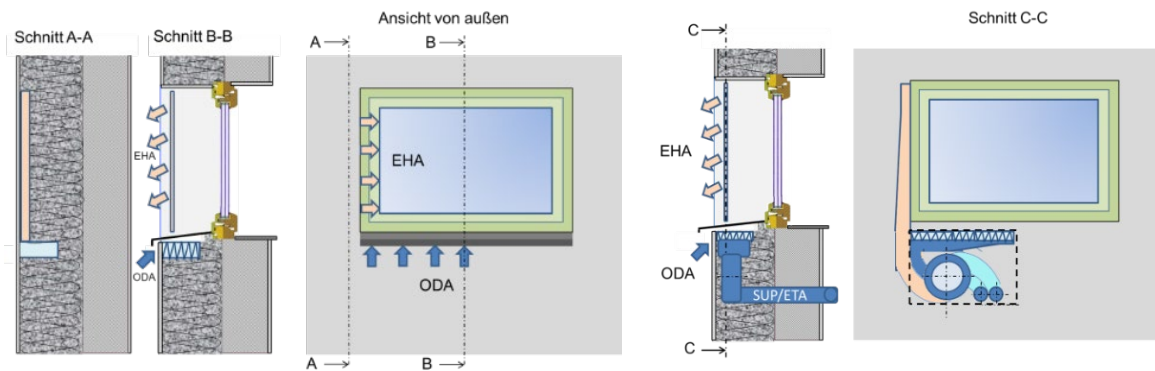 Ansicht von außen
Schnitt A-A
Schnitt B-B
Schnitt C-C
A
B
C
EHA
EHA
EHA
ODA
ODA
ODA
SUP/ETA
A
B
C